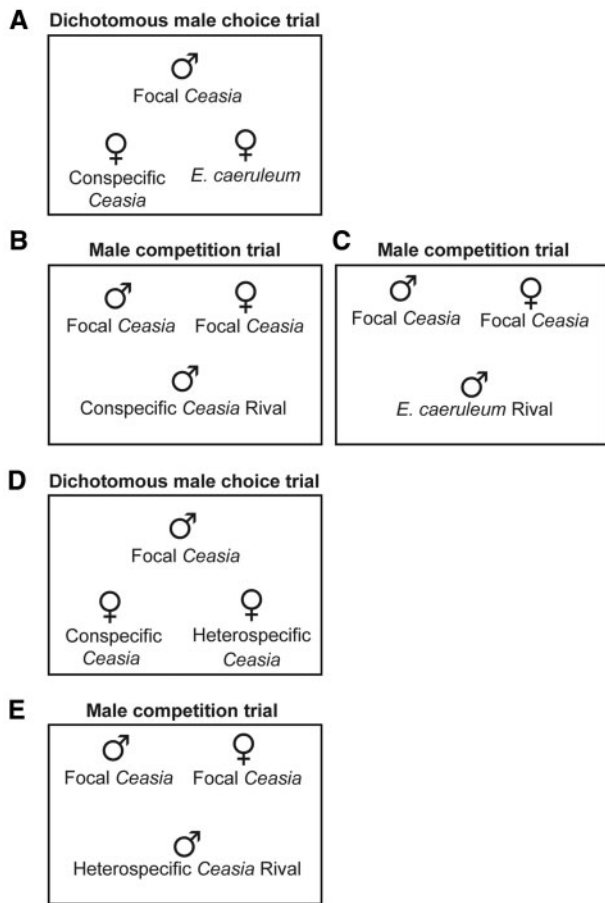 A
Dichotomous male choice trial
Focal Ceasia
Conspecific
Ceasia
E. caeruleum
B
Male competition trial
Focal Ceasia
Focal Ceasia
Conspecific Ceasia Rival
C
Male competition trial
Focal Ceasia
Focal Ceasia
E. caeruleum Rival
D
Dichotomous male choice trial
Focal Ceasia
Conspecific
Ceasia
Heterospecific
Ceasia
E
Male competition trial
Focal Ceasia
Focal Ceasia
Heterospecific Ceasia Rival